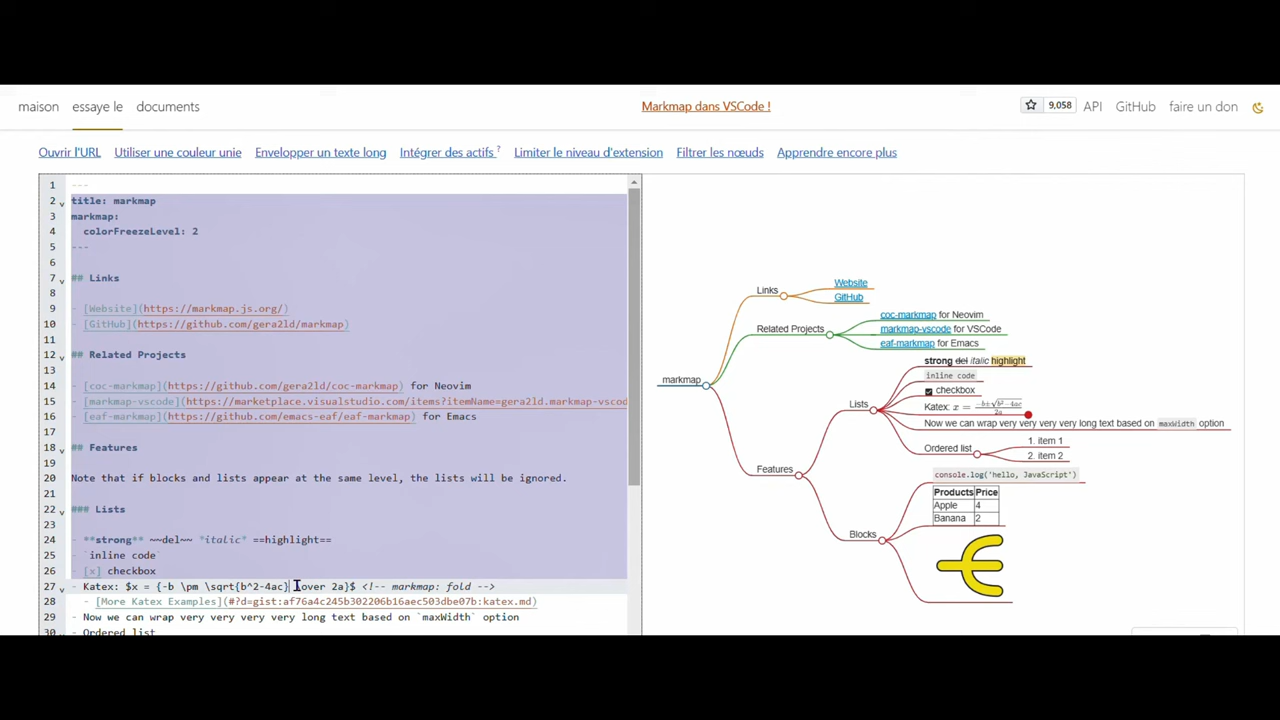 maison essaye le documents Markmap dans VSCode ! 9,058 API GitHub faire un don
Ouvrir l'URL Utiliser une couleur unie Envelopper un texte long Intégrer des actifs ? Limiter le niveau d'extension Filtrer les nœuds Apprendre encore plus
1 ---
2 title: markmap
3 markmap:
4 colorFreezeLevel: 2
5 ---
6
7 ## Links
8
9 - [Website](https://markmap.js.org/)
10 - [GitHub](https://github.com/gera2ld/markmap)
11
12 ## Related Projects
13
14 - [coc-markmap](https://github.com/gera2ld/coc-markmap) for Neovim
15 - [markmap-vscode](https://marketplace.visualstudio.com/items?itemName=gera2ld.markmap-vscod
16 - [eaf-markmap](https://github.com/emacs-eaf/eaf-markmap) for Emacs
17
18 ## Features
19
20 Note that if blocks and lists appear at the same level, the lists will be ignored.
21
22 ### Lists
23
24 - **strong** ~~del~~ *italic* ==highlight==
25 - `inline code`
26 - [x] checkbox
27 - Katex: $x = {-b \pm \sqrt{b^2-4ac} \over 2a}$ <!-- markmap: fold -->
28 - [More Katex Examples](#?d=gist:af76a4c245b302206b16aec503dbe07b:katex.md)
29 - Now we can wrap very very very very long text based on `maxWidth` option
30 - Ordered list
markmap
Links
Website
GitHub
Related Projects
coc-markmap for Neovim
markmap-vscode for VSCode
eaf-markmap for Emacs
Features
Lists
strong del italic highlight
inline code
checkbox
Katex: x = −b±√b²−4ac / 2a
Now we can wrap very very very very long text based on maxWidth option
Ordered list
1. item 1
2. item 2
Blocks
console.log('hello, JavaScript')
Products Price
Apple 4
Banana 2